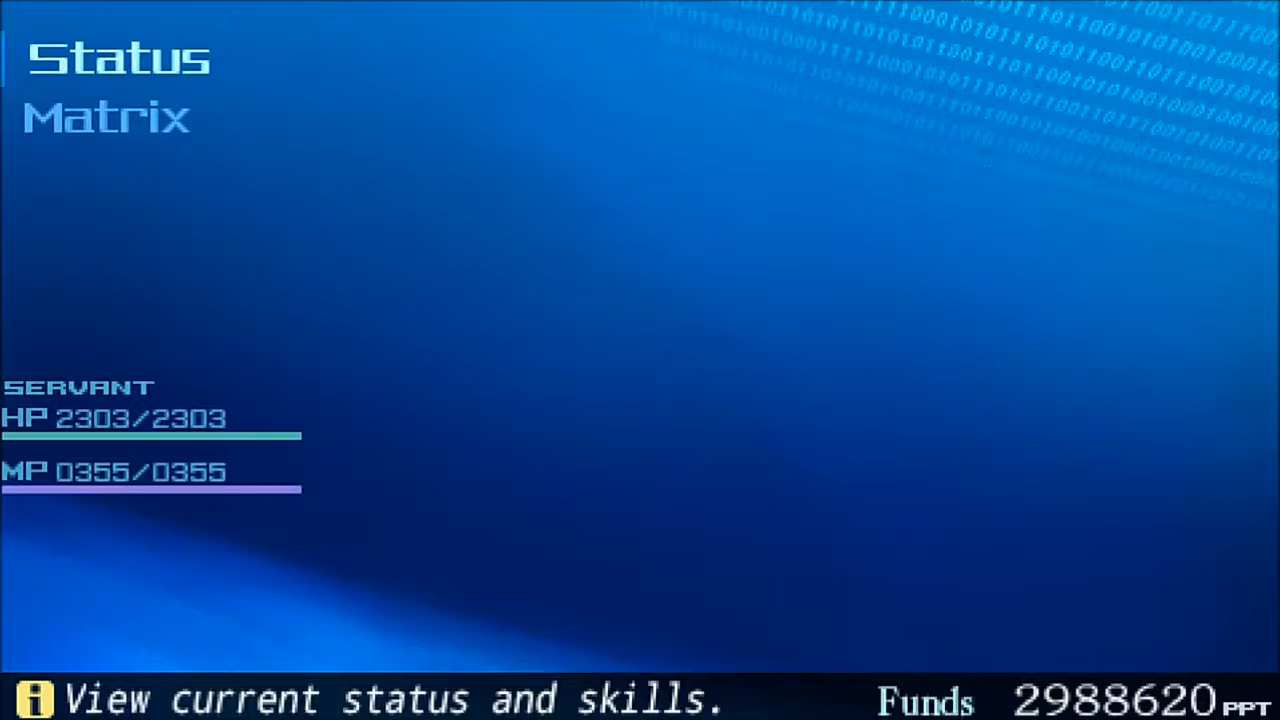 Status
Matrix
SERVANT
HP 2303/2303
MP 0355/0355
i View current status and skills.
Funds 2988620 PPT